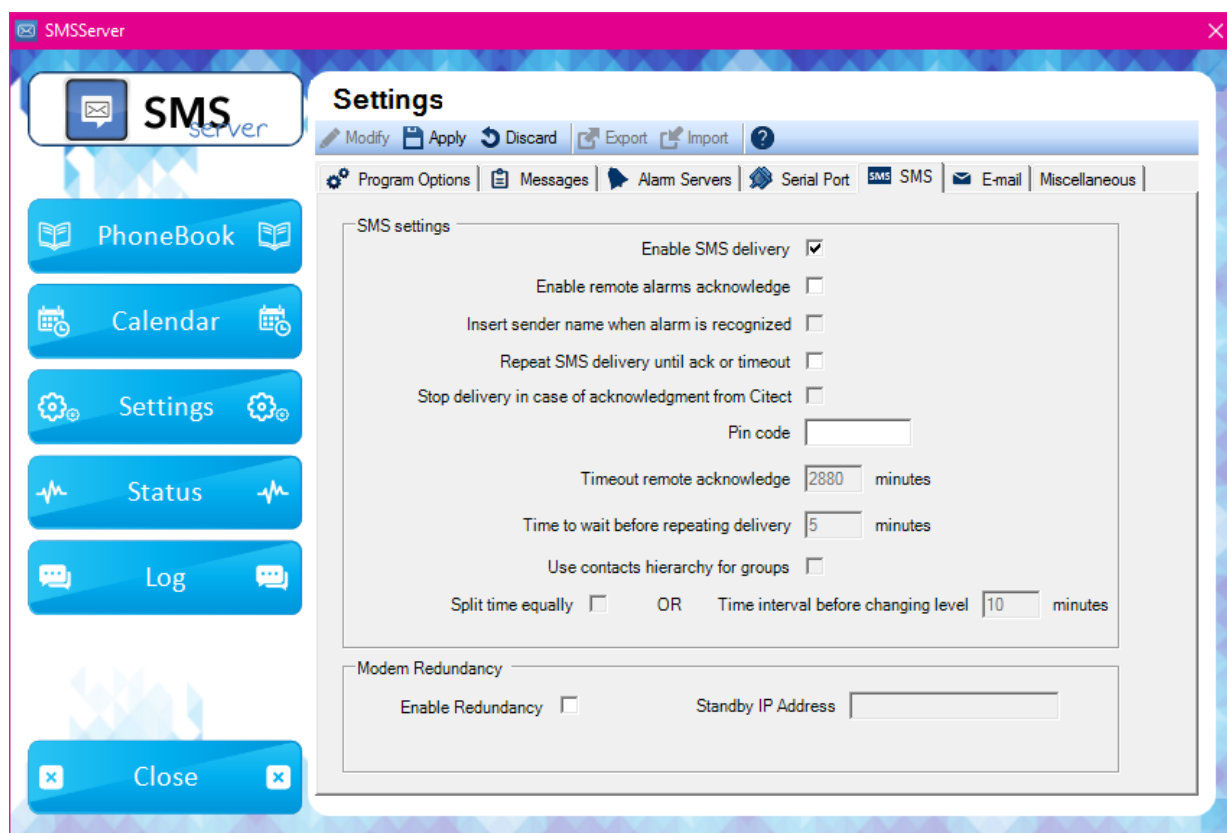 SMSServer
SMS
server
Settings
Modify Apply Discard Export Import ?
Program Options Messages Alarm Servers Serial Port SMS SMS E-mail Miscellaneous
PhoneBook
Calendar
Settings
Status
Log
Close
SMS settings
Enable SMS delivery
Enable remote alarms acknowledge
Insert sender name when alarm is recognized
Repeat SMS delivery until ack or timeout
Stop delivery in case of acknowledgment from Citect
Pin code
Timeout remote acknowledge 2880 minutes
Time to wait before repeating delivery 5 minutes
Use contacts hierarchy for groups
Split time equally OR Time interval before changing level 10 minutes
Modem Redundancy
Enable Redundancy Standby IP Address